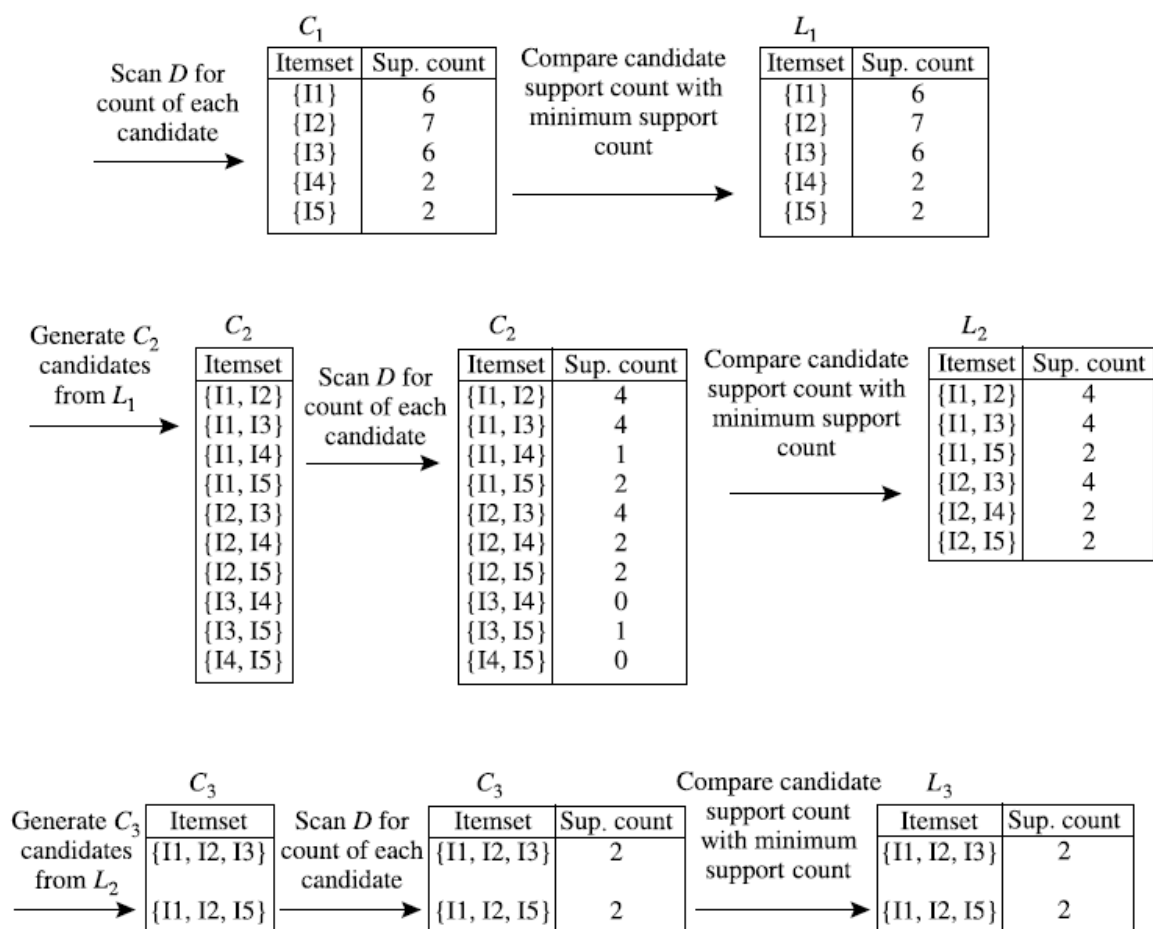 C1
L1
Scan D for
count of each
candidate
Itemset Sup. count
{I1} 6
{I2} 7
{I3} 6
{I4} 2
{I5} 2
Compare candidate
support count with
minimum support
count
Itemset Sup. count
{I1} 6
{I2} 7
{I3} 6
{I4} 2
{I5} 2
Generate C2
candidates
from L1
C2
Itemset
{I1, I2}
{I1, I3}
{I1, I4}
{I1, I5}
{I2, I3}
{I2, I4}
{I2, I5}
{I3, I4}
{I3, I5}
{I4, I5}
Scan D for
count of each
candidate
C2
Itemset Sup. count
{I1, I2} 4
{I1, I3} 4
{I1, I4} 1
{I1, I5} 2
{I2, I3} 4
{I2, I4} 2
{I2, I5} 2
{I3, I4} 0
{I3, I5} 1
{I4, I5} 0
Compare candidate
support count with
minimum support
count
L2
Itemset Sup. count
{I1, I2} 4
{I1, I3} 4
{I1, I5} 2
{I2, I3} 4
{I2, I4} 2
{I2, I5} 2
Generate C3
candidates
from L2
C3
Itemset
{I1, I2, I3}
{I1, I2, I5}
Scan D for
count of each
candidate
C3
Itemset Sup. count
{I1, I2, I3} 2
{I1, I2, I5} 2
Compare candidate
support count
with minimum
support count
L3
Itemset Sup. count
{I1, I2, I3} 2
{I1, I2, I5} 2